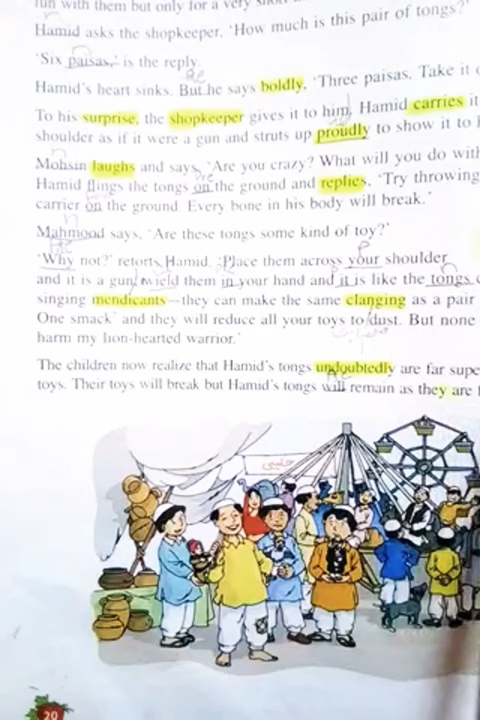 fun with them but only for a very short
Hamid asks the shopkeeper, 'How much is this pair of tongs?'
'Six paisas,' is the reply.
Hamid's heart sinks. But he says boldly, 'Three paisas. Take it
To his surprise, the shopkeeper gives it to him! Hamid carries it
shoulder as if it were a gun and struts up proudly to show it to
Mohsin laughs and says, 'Are you crazy? What will you do with
Hamid flings the tongs on the ground and replies, 'Try throwing
carrier on the ground. Every bone in his body will break.'
Mahmood says, 'Are these tongs some kind of toy?'
'Why not?' retorts Hamid. 'Place them across your shoulder
and it is a gun; wield them in your hand and it is like the tongs
singing mendicants—they can make the same clanging as a pair
One smack and they will reduce all your toys to dust. But none
harm my lion-hearted warrior.'
The children now realize that Hamid's tongs undoubtedly are far
toys. Their toys will break but Hamid's tongs will remain as they are
20